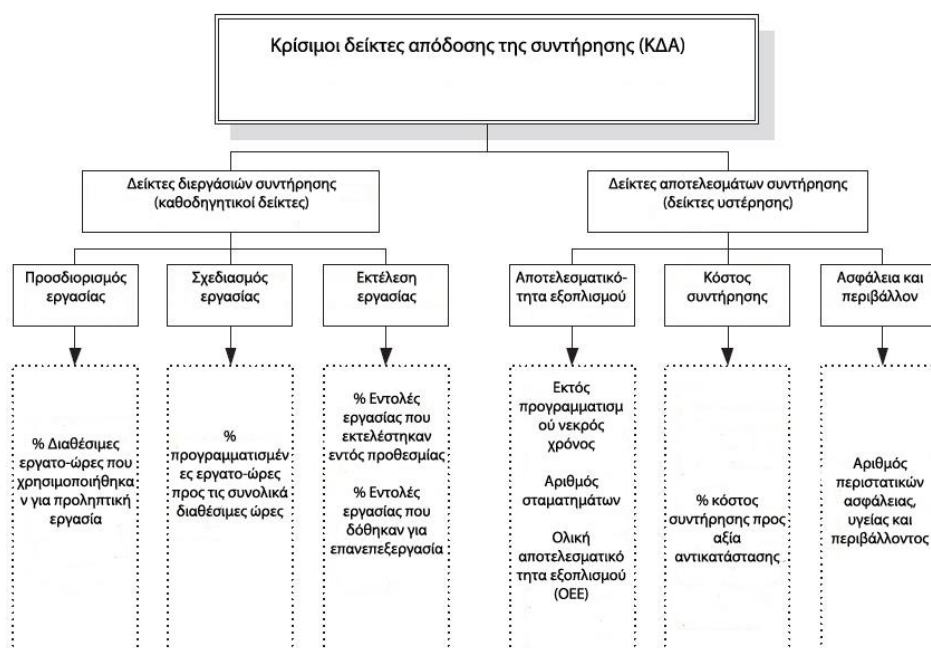 Κρίσιμοι δείκτες απόδοσης της συντήρησης (ΚΔΑ)
Δείκτες διεργάσιών συντήρησης
(καθοδηγητικοί δείκτες)
Δείκτες αποτελεσμάτων συντήρησης
(δείκτες υστέρησης)
Προσδιορισμός
εργασίας
Σχεδιασμός
εργασίας
Εκτέλεση
εργασίας
Αποτελεσματικό-
τητα εξοπλισμού
Κόστος
συντήρησης
Ασφάλεια και
περιβάλλον
% Διαθέσιμες
εργατο-ώρες που
χρησιμοποιήθηκα
ν για προληπτική
εργασία
%
προγραμματισμέν
ες εργατο-ώρες
προς τις συνολικά
διαθέσιμες ώρες
% Εντολές
εργασίας που
εκτελέστηκαν
εντός προθεσμίας
% Εντολές
εργασίας που
δόθηκαν για
επανεπεξεργασία
Εκτός
προγραμματισμ
ού νεκρός
χρόνος
Αριθμός
σταματημάτων
Ολική
αποτελεσματικό
τητα εξοπλισμού
(OEE)
% κόστος
συντήρησης προς
αξία
αντικατάστασης
Αριθμός
περιστατικών
ασφάλειας,
υγείας και
περιβάλλοντος